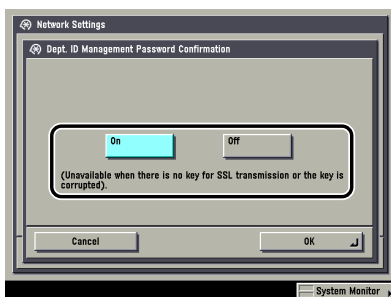 Network Settings
Dept. ID Management Password Confirmation
On Off
(Unavailable when there is no key for SSL transmission or the key is
corrupted).
Cancel OK
System Monitor